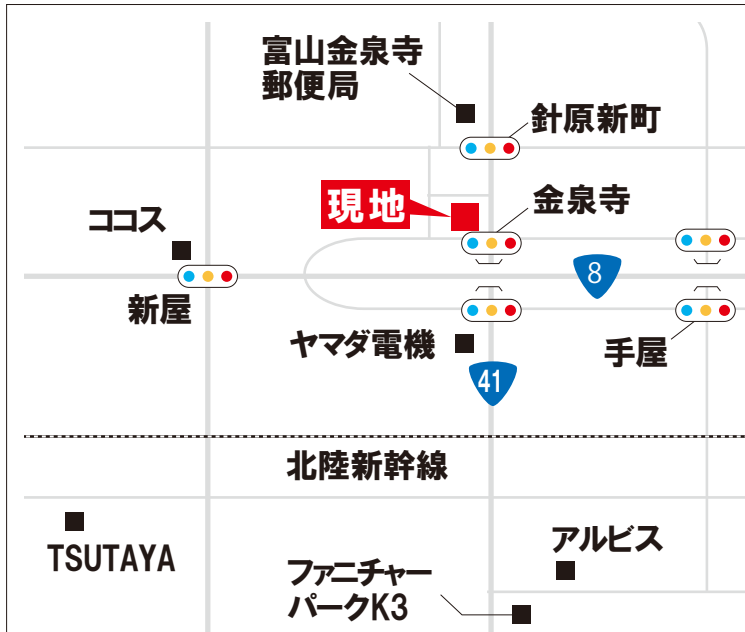 富山金泉寺
郵便局
針原新町
現地
金泉寺
ココス
8
新屋
ヤマダ電機
手屋
41
北陸新幹線
TSUTAYA
アルビス
ファニチャー
パークK3